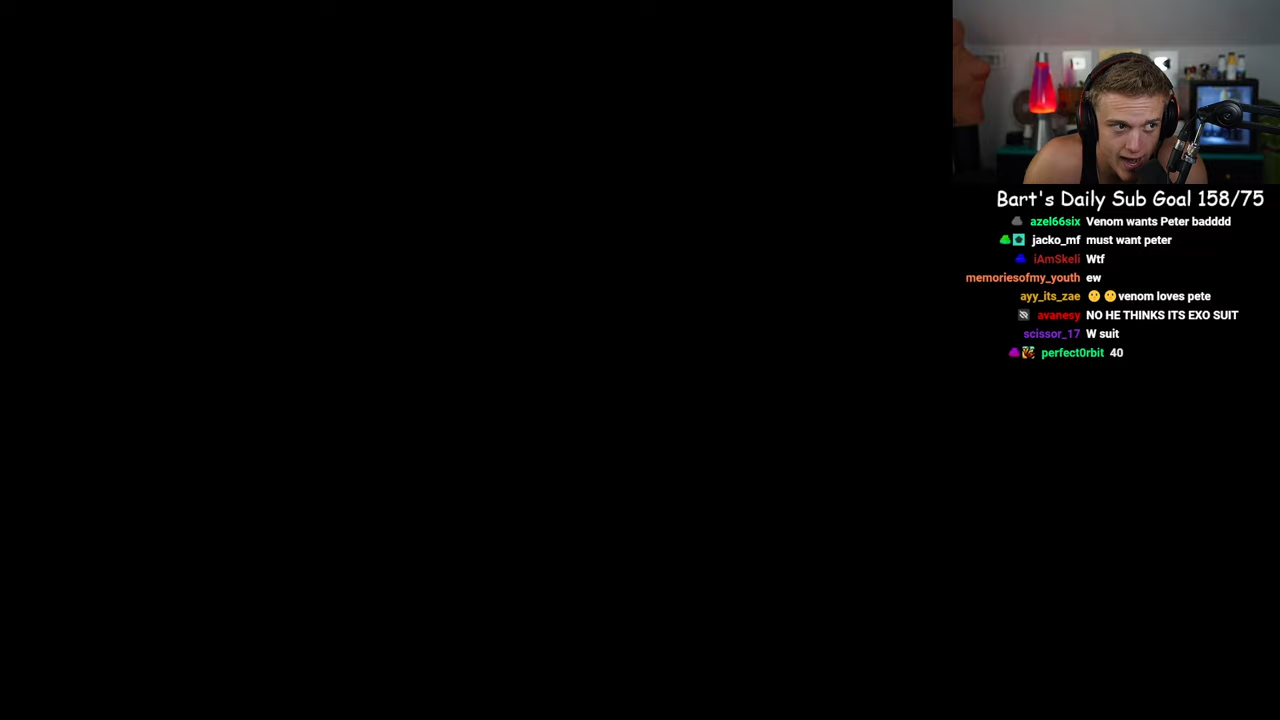 Bart's Daily Sub Goal 158/75
azel66six Venom wants Peter badddd
jacko_mf must want peter
iAmSkeli Wtf
memoriesofmy_youth ew
ayy_its_zae 😶😶venom loves pete
avanesy NO HE THINKS ITS EXO SUIT
scissor_17 W suit
perfect0rbit 40